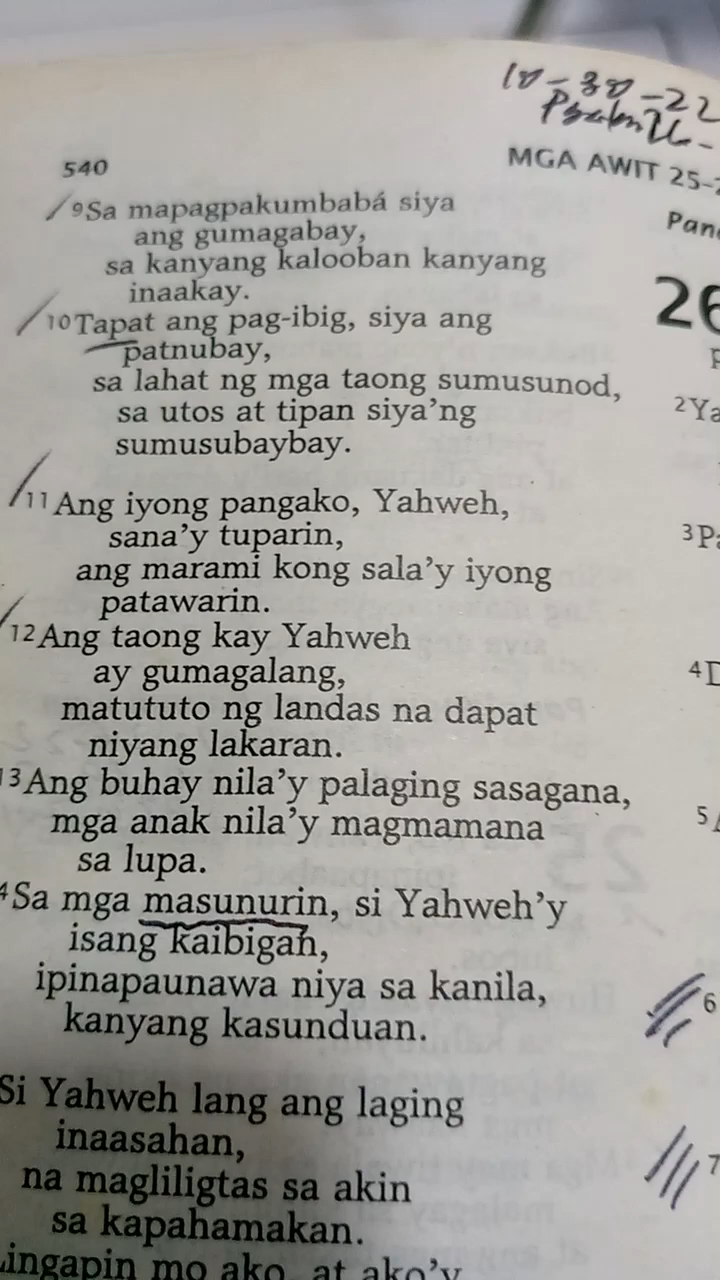 10-30-22
Psalm 26-
540
MGA AWIT 25-
⁹Sa mapagpakumbabá siya
ang gumagabay,
sa kanyang kalooban kanyang
inaakay.
¹⁰Tapat ang pag-ibig, siya ang
patnubay,
sa lahat ng mga taong sumusunod,
sa utos at tipan siya’ng
sumusubaybay.
¹¹Ang iyong pangako, Yahweh,
sana’y tuparin,
ang marami kong sala’y iyong
patawarin.
¹²Ang taong kay Yahweh
ay gumagalang,
matututo ng landas na dapat
niyang lakaran.
¹³Ang buhay nila’y palaging sasagana,
mga anak nila’y magmamana
sa lupa.
⁴Sa mga masunurin, si Yahweh’y
isang kaibigan,
ipinapaunawa niya sa kanila,
kanyang kasunduan.
Si Yahweh lang ang laging
inaasahan,
na magliligtas sa akin
sa kapahamakan.
Lingapin mo ako, at ako’y
26
2
3
4
5
6
7